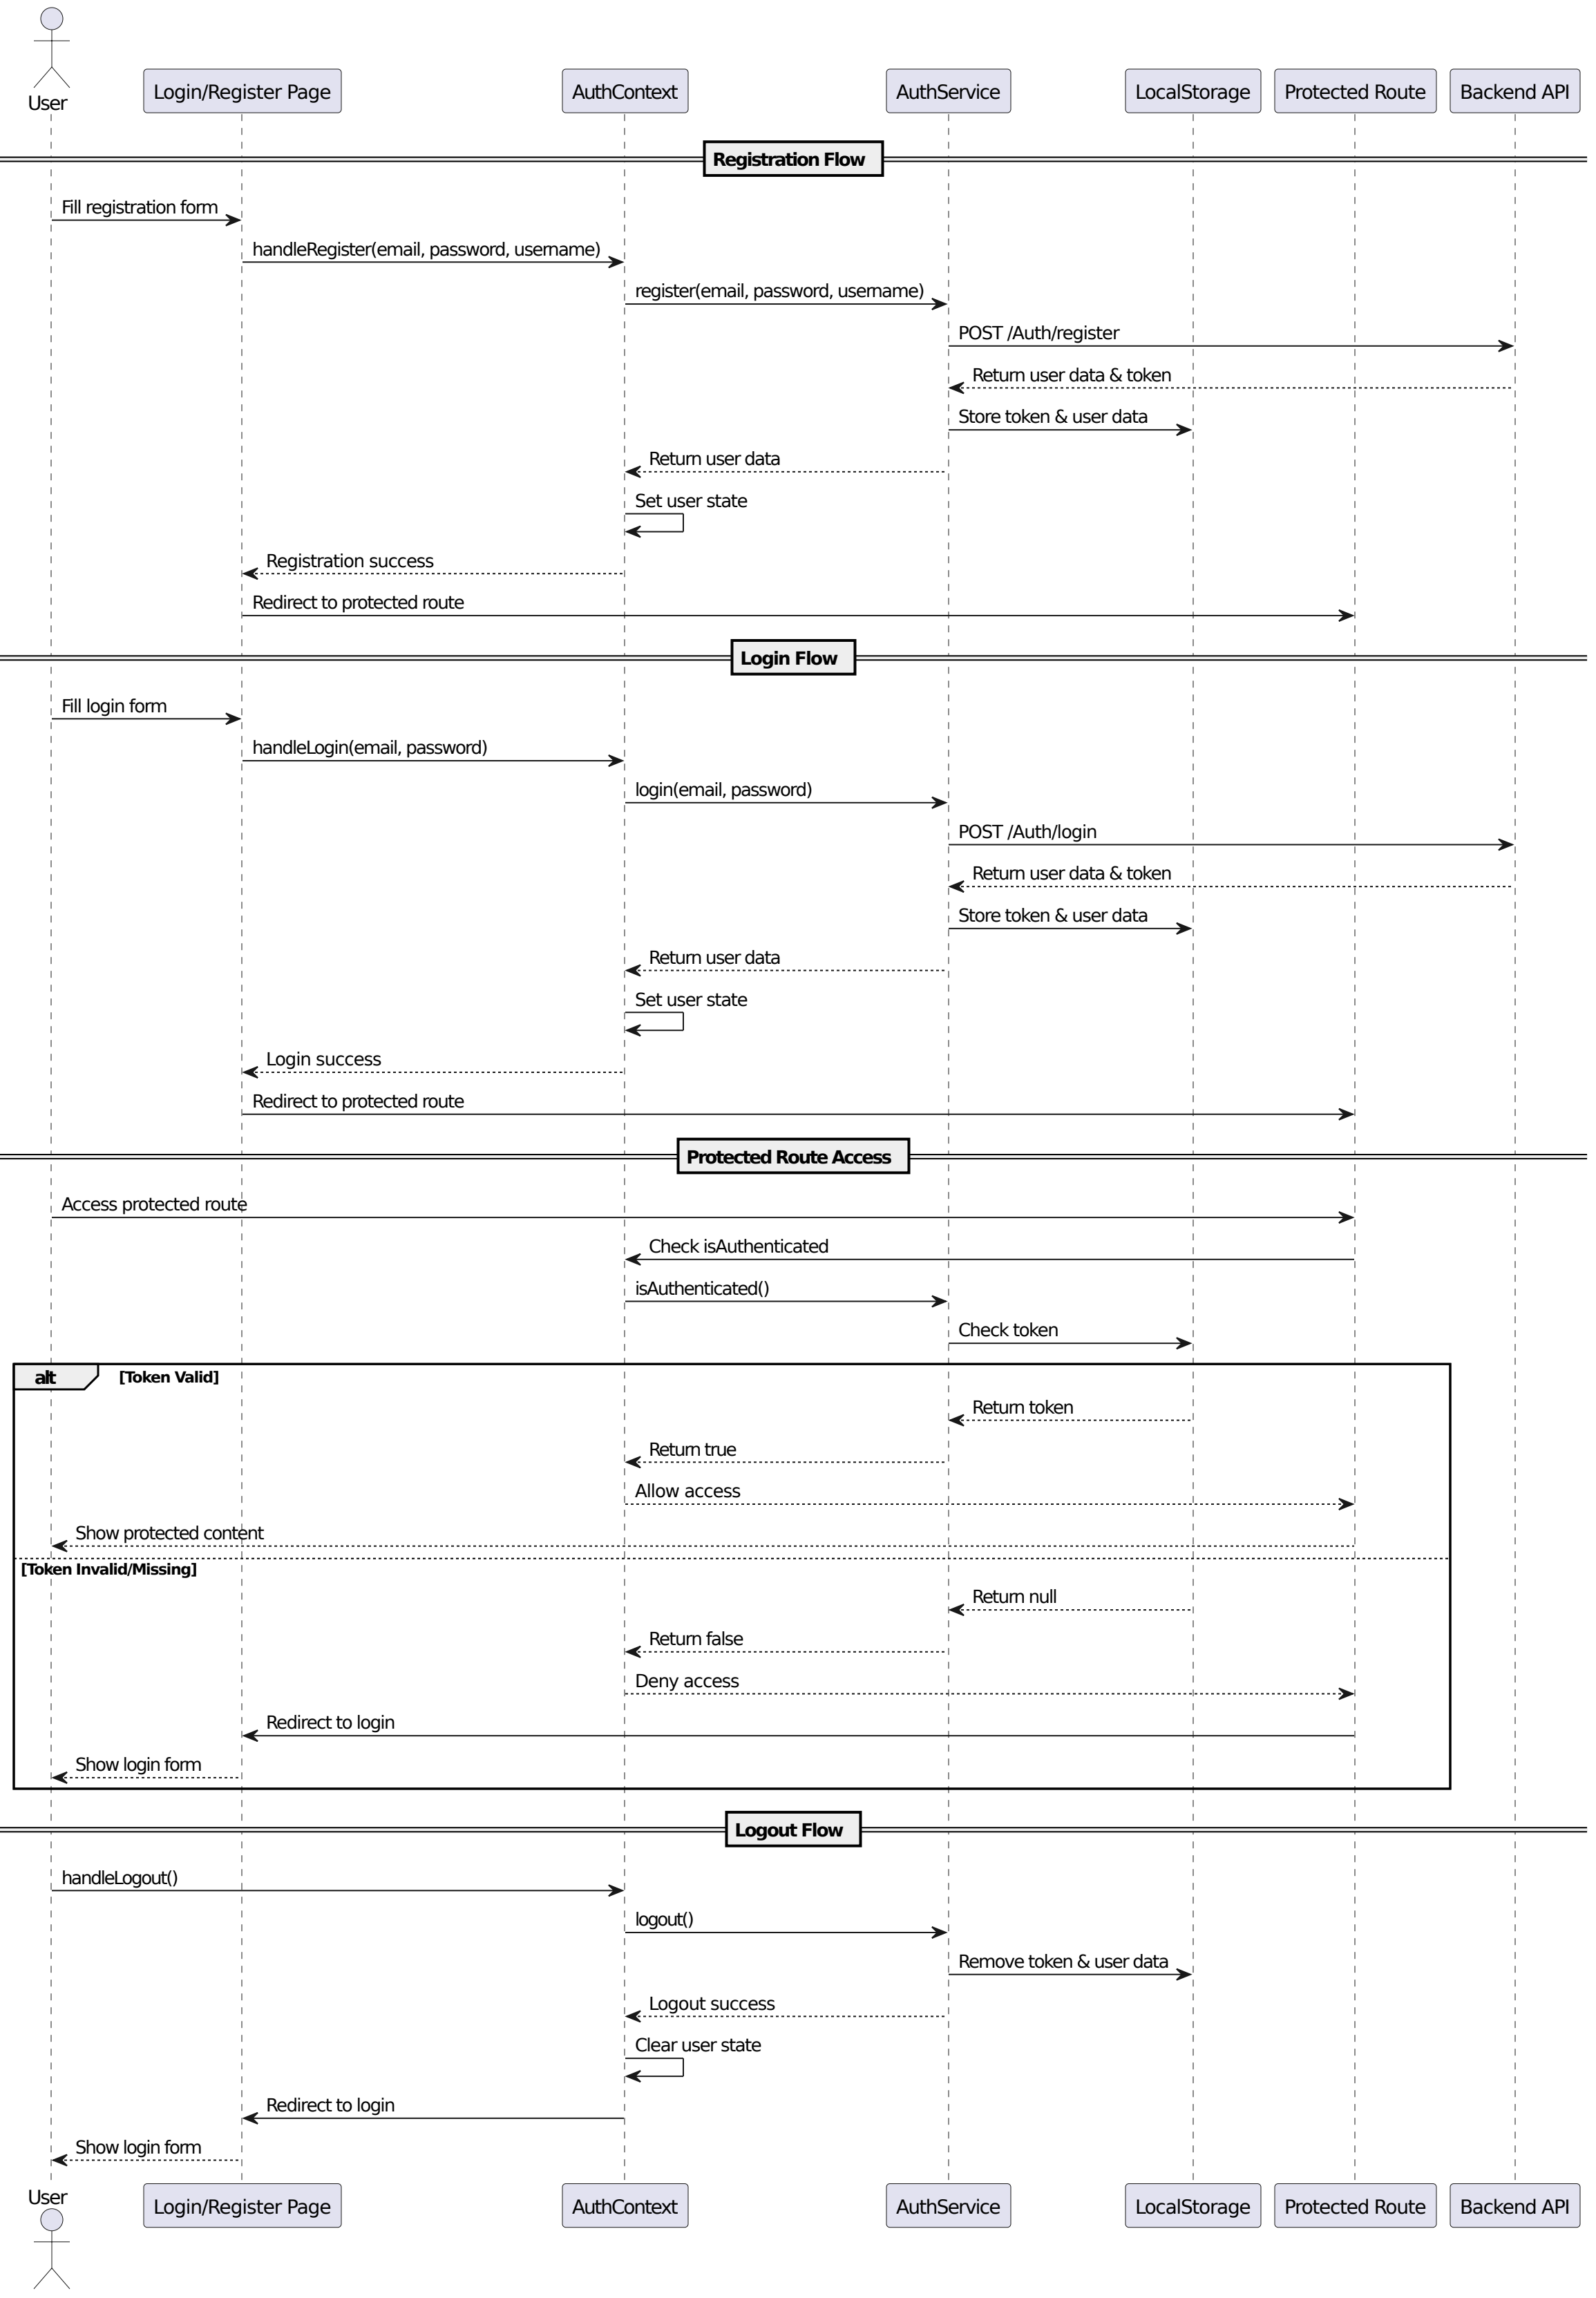 User
Login/Register Page
AuthContext
AuthService
LocalStorage
Protected Route
Backend API
Registration Flow
Fill registration form
handleRegister(email, password, username)
register(email, password, username)
POST /Auth/register
Return user data & token
Store token & user data
Return user data
Set user state
Registration success
Redirect to protected route
Login Flow
Fill login form
handleLogin(email, password)
login(email, password)
POST /Auth/login
Return user data & token
Store token & user data
Return user data
Set user state
Login success
Redirect to protected route
Protected Route Access
Access protected route
Check isAuthenticated
isAuthenticated()
Check token
alt
[Token Valid]
Return token
Return true
Allow access
Show protected content
[Token Invalid/Missing]
Return null
Return false
Deny access
Redirect to login
Show login form
Logout Flow
handleLogout()
logout()
Remove token & user data
Logout success
Clear user state
Redirect to login
Show login form
User
Login/Register Page
AuthContext
AuthService
LocalStorage
Protected Route
Backend API